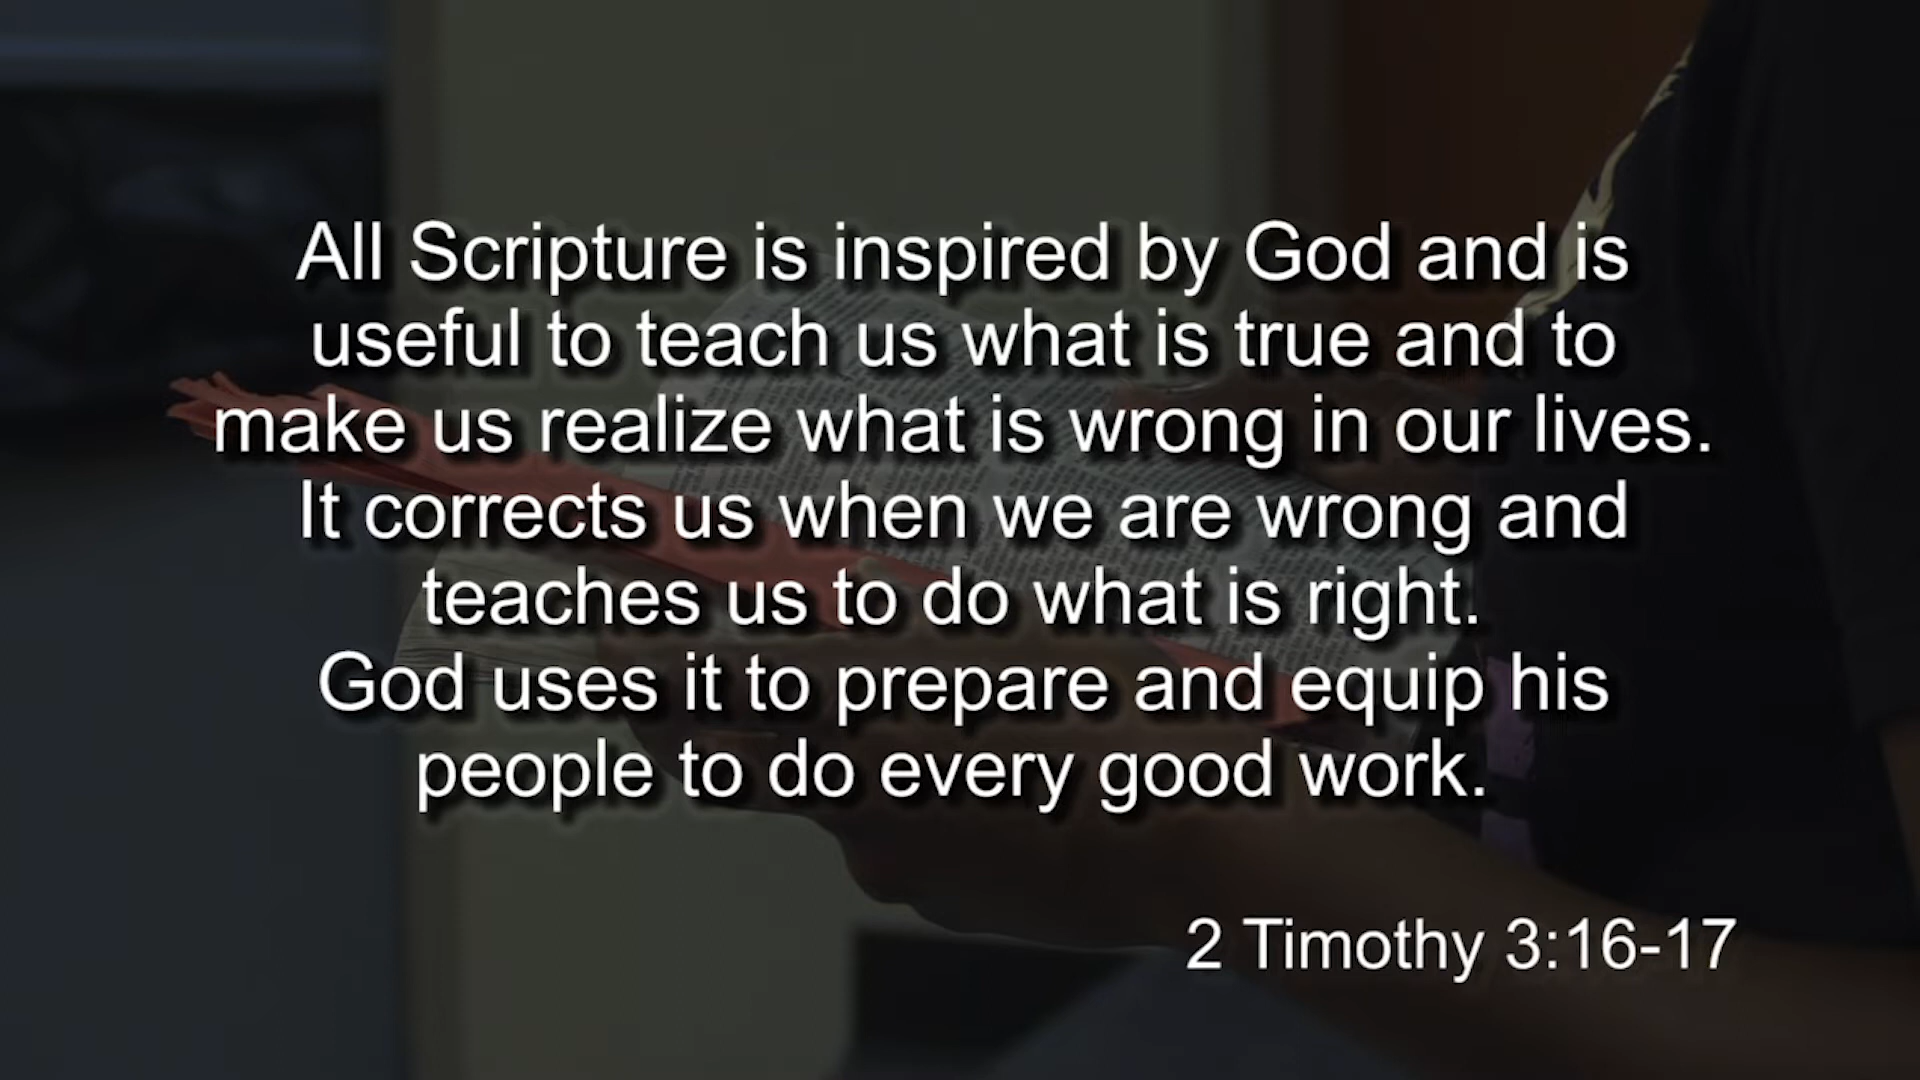 All Scripture is inspired by God and is
useful to teach us what is true and to
make us realize what is wrong in our lives.
It corrects us when we are wrong and
teaches us to do what is right.
God uses it to prepare and equip his
people to do every good work.
2 Timothy 3:16-17